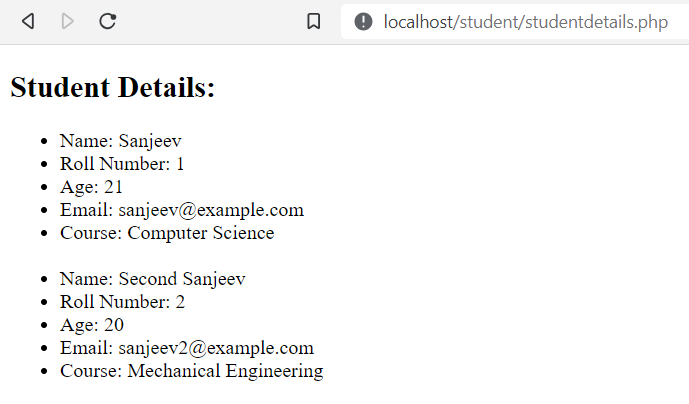 localhost/student/studentdetails.php
Student Details:
• Name: Sanjeev
• Roll Number: 1
• Age: 21
• Email: sanjeev@example.com
• Course: Computer Science
• Name: Second Sanjeev
• Roll Number: 2
• Age: 20
• Email: sanjeev2@example.com
• Course: Mechanical Engineering